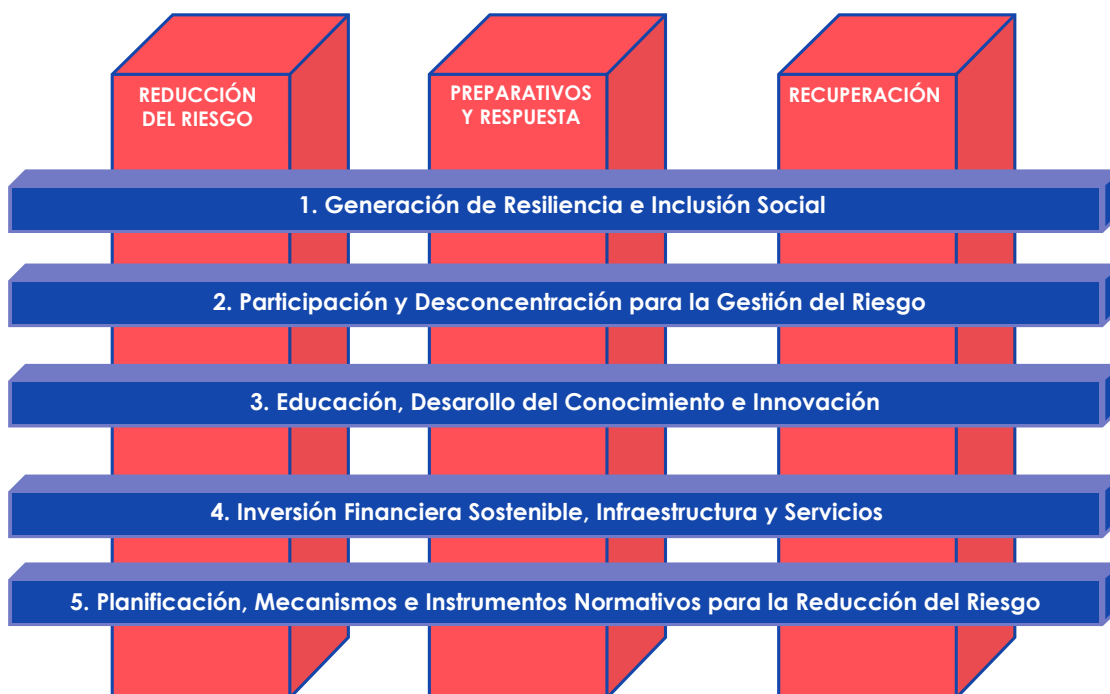 REDUCCIÓN
DEL RIESGO
PREPARATIVOS
Y RESPUESTA
RECUPERACIÓN
1. Generación de Resiliencia e Inclusión Social
2. Participación y Desconcentración para la Gestión del Riesgo
3. Educación, Desarollo del Conocimiento e Innovación
4. Inversión Financiera Sostenible, Infraestructura y Servicios
5. Planificación, Mecanismos e Instrumentos Normativos para la Reducción del Riesgo